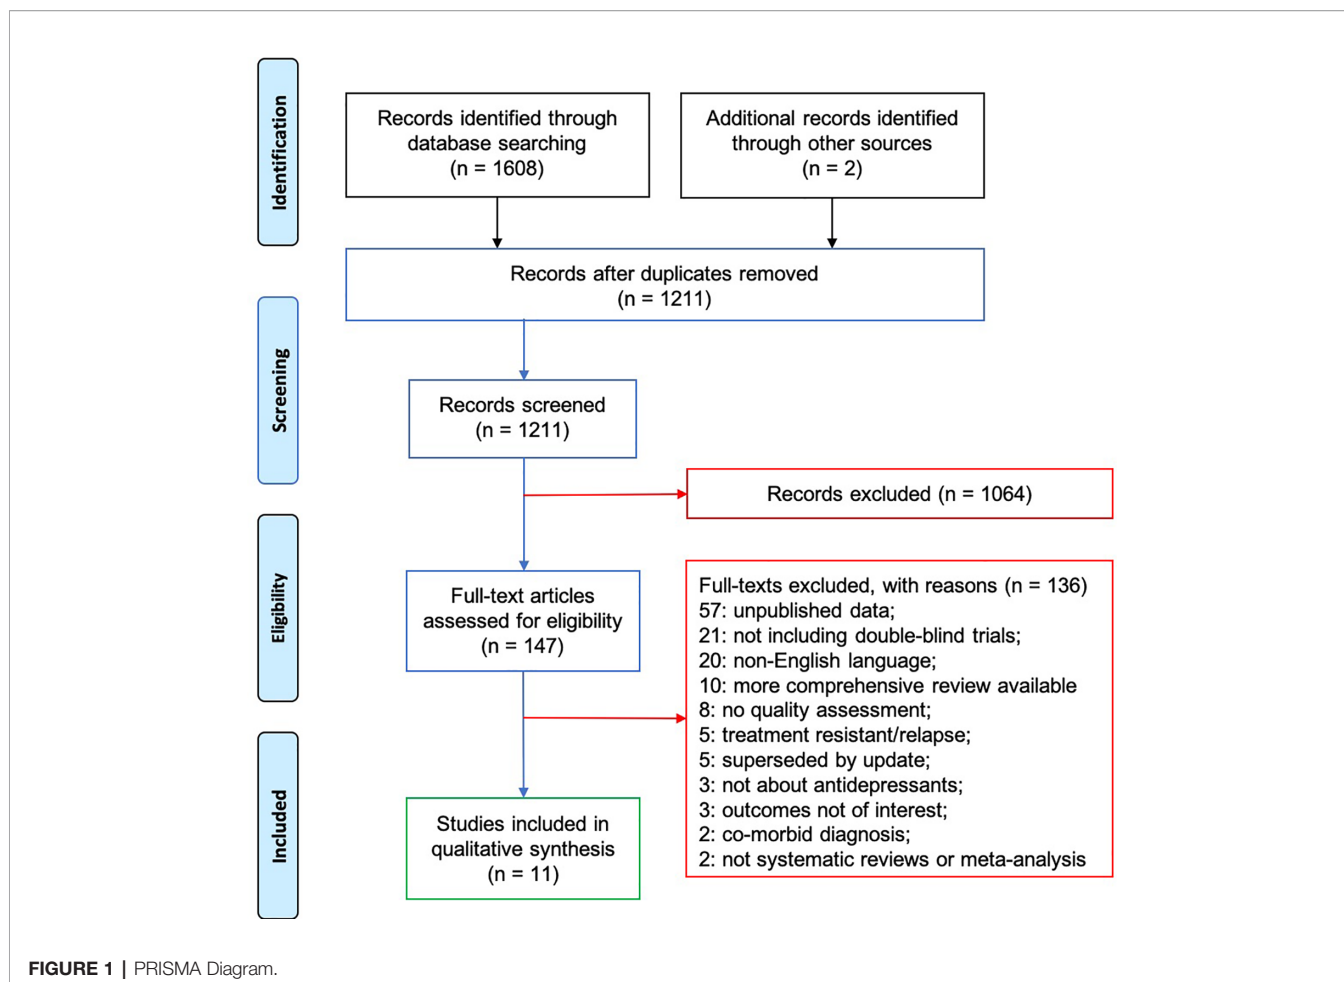 Identification
Records identified through
database searching
(n = 1608)
Additional records identified
through other sources
(n = 2)
Records after duplicates removed
(n = 1211)
Screening
Records screened
(n = 1211)
Records excluded (n = 1064)
Eligibility
Full-text articles
assessed for eligibility
(n = 147)
Full-texts excluded, with reasons (n = 136)
57: unpublished data;
21: not including double-blind trials;
20: non-English language;
10: more comprehensive review available
8: no quality assessment;
5: treatment resistant/relapse;
5: superseded by update;
3: not about antidepressants;
3: outcomes not of interest;
2: co-morbid diagnosis;
2: not systematic reviews or meta-analysis
Included
Studies included in
qualitative synthesis
(n = 11)
FIGURE 1 | PRISMA Diagram.